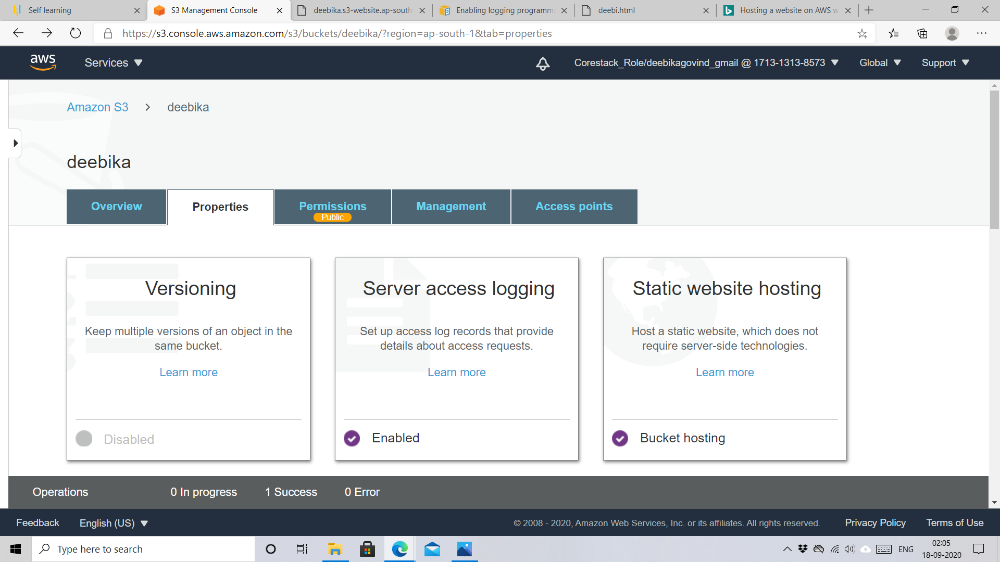 Self learning
S3 Management Console
deebika.s3-website.ap-south
Enabling logging programm
deebi.html
Hosting a website on AWS w
https://s3.console.aws.amazon.com/s3/buckets/deebika/?region=ap-south-1&tab=properties
aws
Services
Corestack_Role/deebikagovind_gmail @ 1713-1313-8573
Global
Support
Amazon S3
deebika
deebika
Overview
Properties
Permissions
Public
Management
Access points
Versioning
Keep multiple versions of an object in the
same bucket.
Learn more
Disabled
Server access logging
Set up access log records that provide
details about access requests.
Learn more
Enabled
Static website hosting
Host a static website, which does not
require server-side technologies.
Learn more
Bucket hosting
Operations
0 In progress
1 Success
0 Error
Feedback
English (US)
© 2008 - 2020, Amazon Web Services, Inc. or its affiliates. All rights reserved.
Privacy Policy
Terms of Use
Type here to search
ENG
02:05
18-09-2020